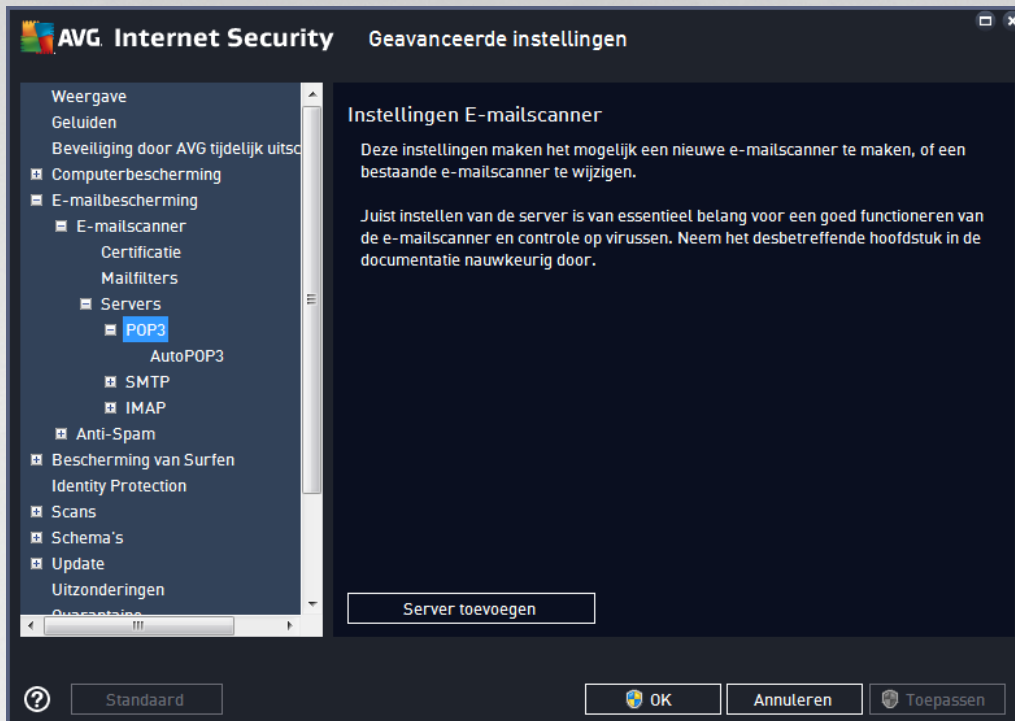 AVG. Internet Security
Geavanceerde instellingen
Weergave
Geluiden
Beveiliging door AVG tijdelijk uitsc
Computerbescherming
E-mailbescherming
E-mailscanner
Certificatie
Mailfilters
Servers
POP3
AutoPOP3
SMTP
IMAP
Anti-Spam
Bescherming van Surfen
Identity Protection
Scans
Schema's
Update
Uitzonderingen
Quarantaine
Instellingen E-mailscanner
Deze instellingen maken het mogelijk een nieuwe e-mailscanner te maken, of een
bestaande e-mailscanner te wijzigen.
Juist instellen van de server is van essentieel belang voor een goed functioneren van
de e-mailscanner en controle op virussen. Neem het desbetreffende hoofdstuk in de
documentatie nauwkeurig door.
Server toevoegen
Standaard
OK
Annuleren
Toepassen